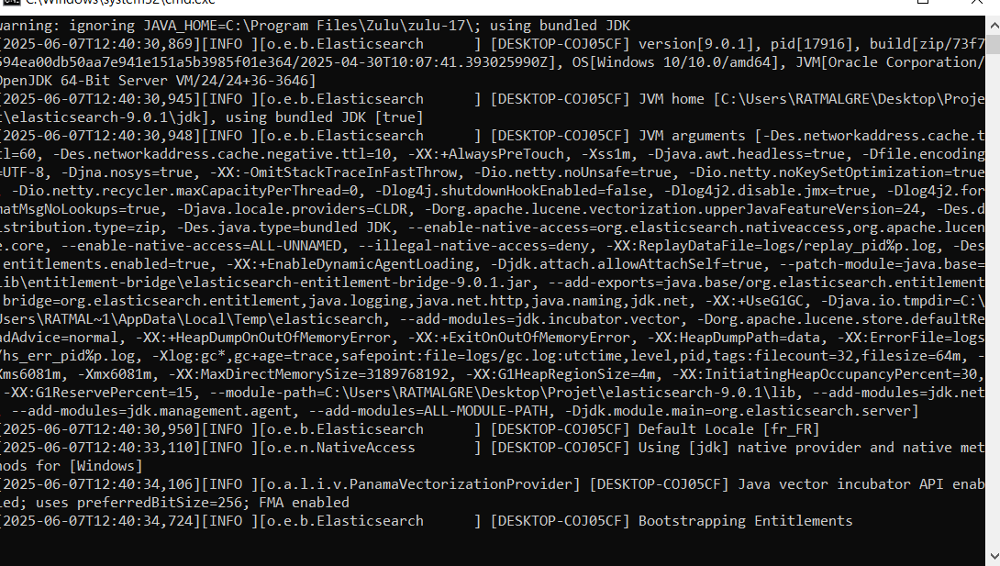 C:\Windows\system32\cmd.exe
warning: ignoring JAVA_HOME=C:\Program Files\Zulu\zulu-17\; using bundled JDK
[2025-06-07T12:40:30,869][INFO ][o.e.b.Elasticsearch      ] [DESKTOP-COJ05CF] version[9.0.1], pid[17916], build[zip/73f7
594ea00db50aa7e941e151a5b3985f01e364/2025-04-30T10:07:41.393025990Z], OS[Windows 10/10.0/amd64], JVM[Oracle Corporation/
OpenJDK 64-Bit Server VM/24/24+36-3646]
[2025-06-07T12:40:30,945][INFO ][o.e.b.Elasticsearch      ] [DESKTOP-COJ05CF] JVM home [C:\Users\RATMALGRE\Desktop\Proje
t\elasticsearch-9.0.1\jdk], using bundled JDK [true]
[2025-06-07T12:40:30,948][INFO ][o.e.b.Elasticsearch      ] [DESKTOP-COJ05CF] JVM arguments [-Des.networkaddress.cache.t
tl=60, -Des.networkaddress.cache.negative.ttl=10, -XX:+AlwaysPreTouch, -Xss1m, -Djava.awt.headless=true, -Dfile.encoding
=UTF-8, -Djna.nosys=true, -XX:-OmitStackTraceInFastThrow, -Dio.netty.noUnsafe=true, -Dio.netty.noKeySetOptimization=true
, -Dio.netty.recycler.maxCapacityPerThread=0, -Dlog4j.shutdownHookEnabled=false, -Dlog4j2.disable.jmx=true, -Dlog4j2.for
matMsgNoLookups=true, -Djava.locale.providers=CLDR, -Dorg.apache.lucene.vectorization.upperJavaFeatureVersion=24, -Des.d
istribution.type=zip, -Des.java.type=bundled JDK, --enable-native-access=org.elasticsearch.nativeaccess,org.apache.lucen
e.core, --enable-native-access=ALL-UNNAMED, --illegal-native-access=deny, -XX:ReplayDataFile=logs/replay_pid%p.log, -Des
.entitlements.enabled=true, -XX:+EnableDynamicAgentLoading, -Djdk.attach.allowAttachSelf=true, --patch-module=java.base=
lib\entitlement-bridge\elasticsearch-entitlement-bridge-9.0.1.jar, --add-exports=java.base/org.elasticsearch.entitlement
.bridge=org.elasticsearch.entitlement,java.logging,java.net.http,java.naming,jdk.net, -XX:+UseG1GC, -Djava.io.tmpdir=C:\
Users\RATMAL~1\AppData\Local\Temp\elasticsearch, --add-modules=jdk.incubator.vector, -Dorg.apache.lucene.store.defaultRe
adAdvice=normal, -XX:+HeapDumpOnOutOfMemoryError, -XX:+ExitOnOutOfMemoryError, -XX:HeapDumpPath=data, -XX:ErrorFile=logs
/hs_err_pid%p.log, -Xlog:gc*,gc+age=trace,safepoint:file=logs/gc.log:utctime,level,pid,tags:filecount=32,filesize=64m, -
Xms6081m, -Xmx6081m, -XX:MaxDirectMemorySize=3189768192, -XX:G1HeapRegionSize=4m, -XX:InitiatingHeapOccupancyPercent=30,
 -XX:G1ReservePercent=15, --module-path=C:\Users\RATMALGRE\Desktop\Projet\elasticsearch-9.0.1\lib, --add-modules=jdk.net
, --add-modules=jdk.management.agent, --add-modules=ALL-MODULE-PATH, -Djdk.module.main=org.elasticsearch.server]
[2025-06-07T12:40:30,950][INFO ][o.e.b.Elasticsearch      ] [DESKTOP-COJ05CF] Default Locale [fr_FR]
[2025-06-07T12:40:33,110][INFO ][o.e.n.NativeAccess       ] [DESKTOP-COJ05CF] Using [jdk] native provider and native met
hods for [Windows]
[2025-06-07T12:40:34,106][INFO ][o.a.l.i.v.PanamaVectorizationProvider] [DESKTOP-COJ05CF] Java vector incubator API enab
led; uses preferredBitSize=256; FMA enabled
[2025-06-07T12:40:34,724][INFO ][o.e.b.Elasticsearch      ] [DESKTOP-COJ05CF] Bootstrapping Entitlements